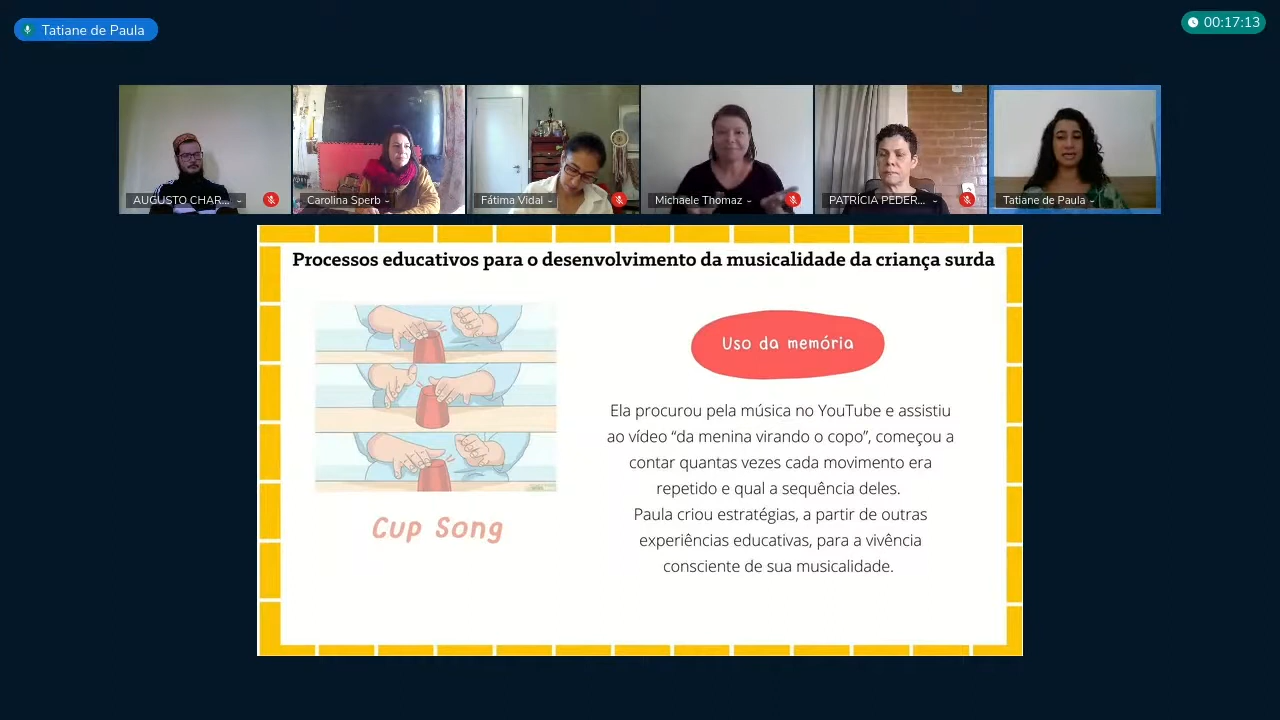 Tatiane de Paula
00:17:13
AUGUSTO CHAR...
Carolina Sperb
Fátima Vidal
Michaele Thomaz
PATRÍCIA PEDER...
Tatiane de Paula
Processos educativos para o desenvolvimento da musicalidade da criança surda
Uso da memória
Ela procurou pela música no YouTube e assistiu
ao vídeo “da menina virando o copo”, começou a
contar quantas vezes cada movimento era
repetido e qual a sequência deles.
Paula criou estratégias, a partir de outras
experiências educativas, para a vivência
consciente de sua musicalidade.
Cup Song